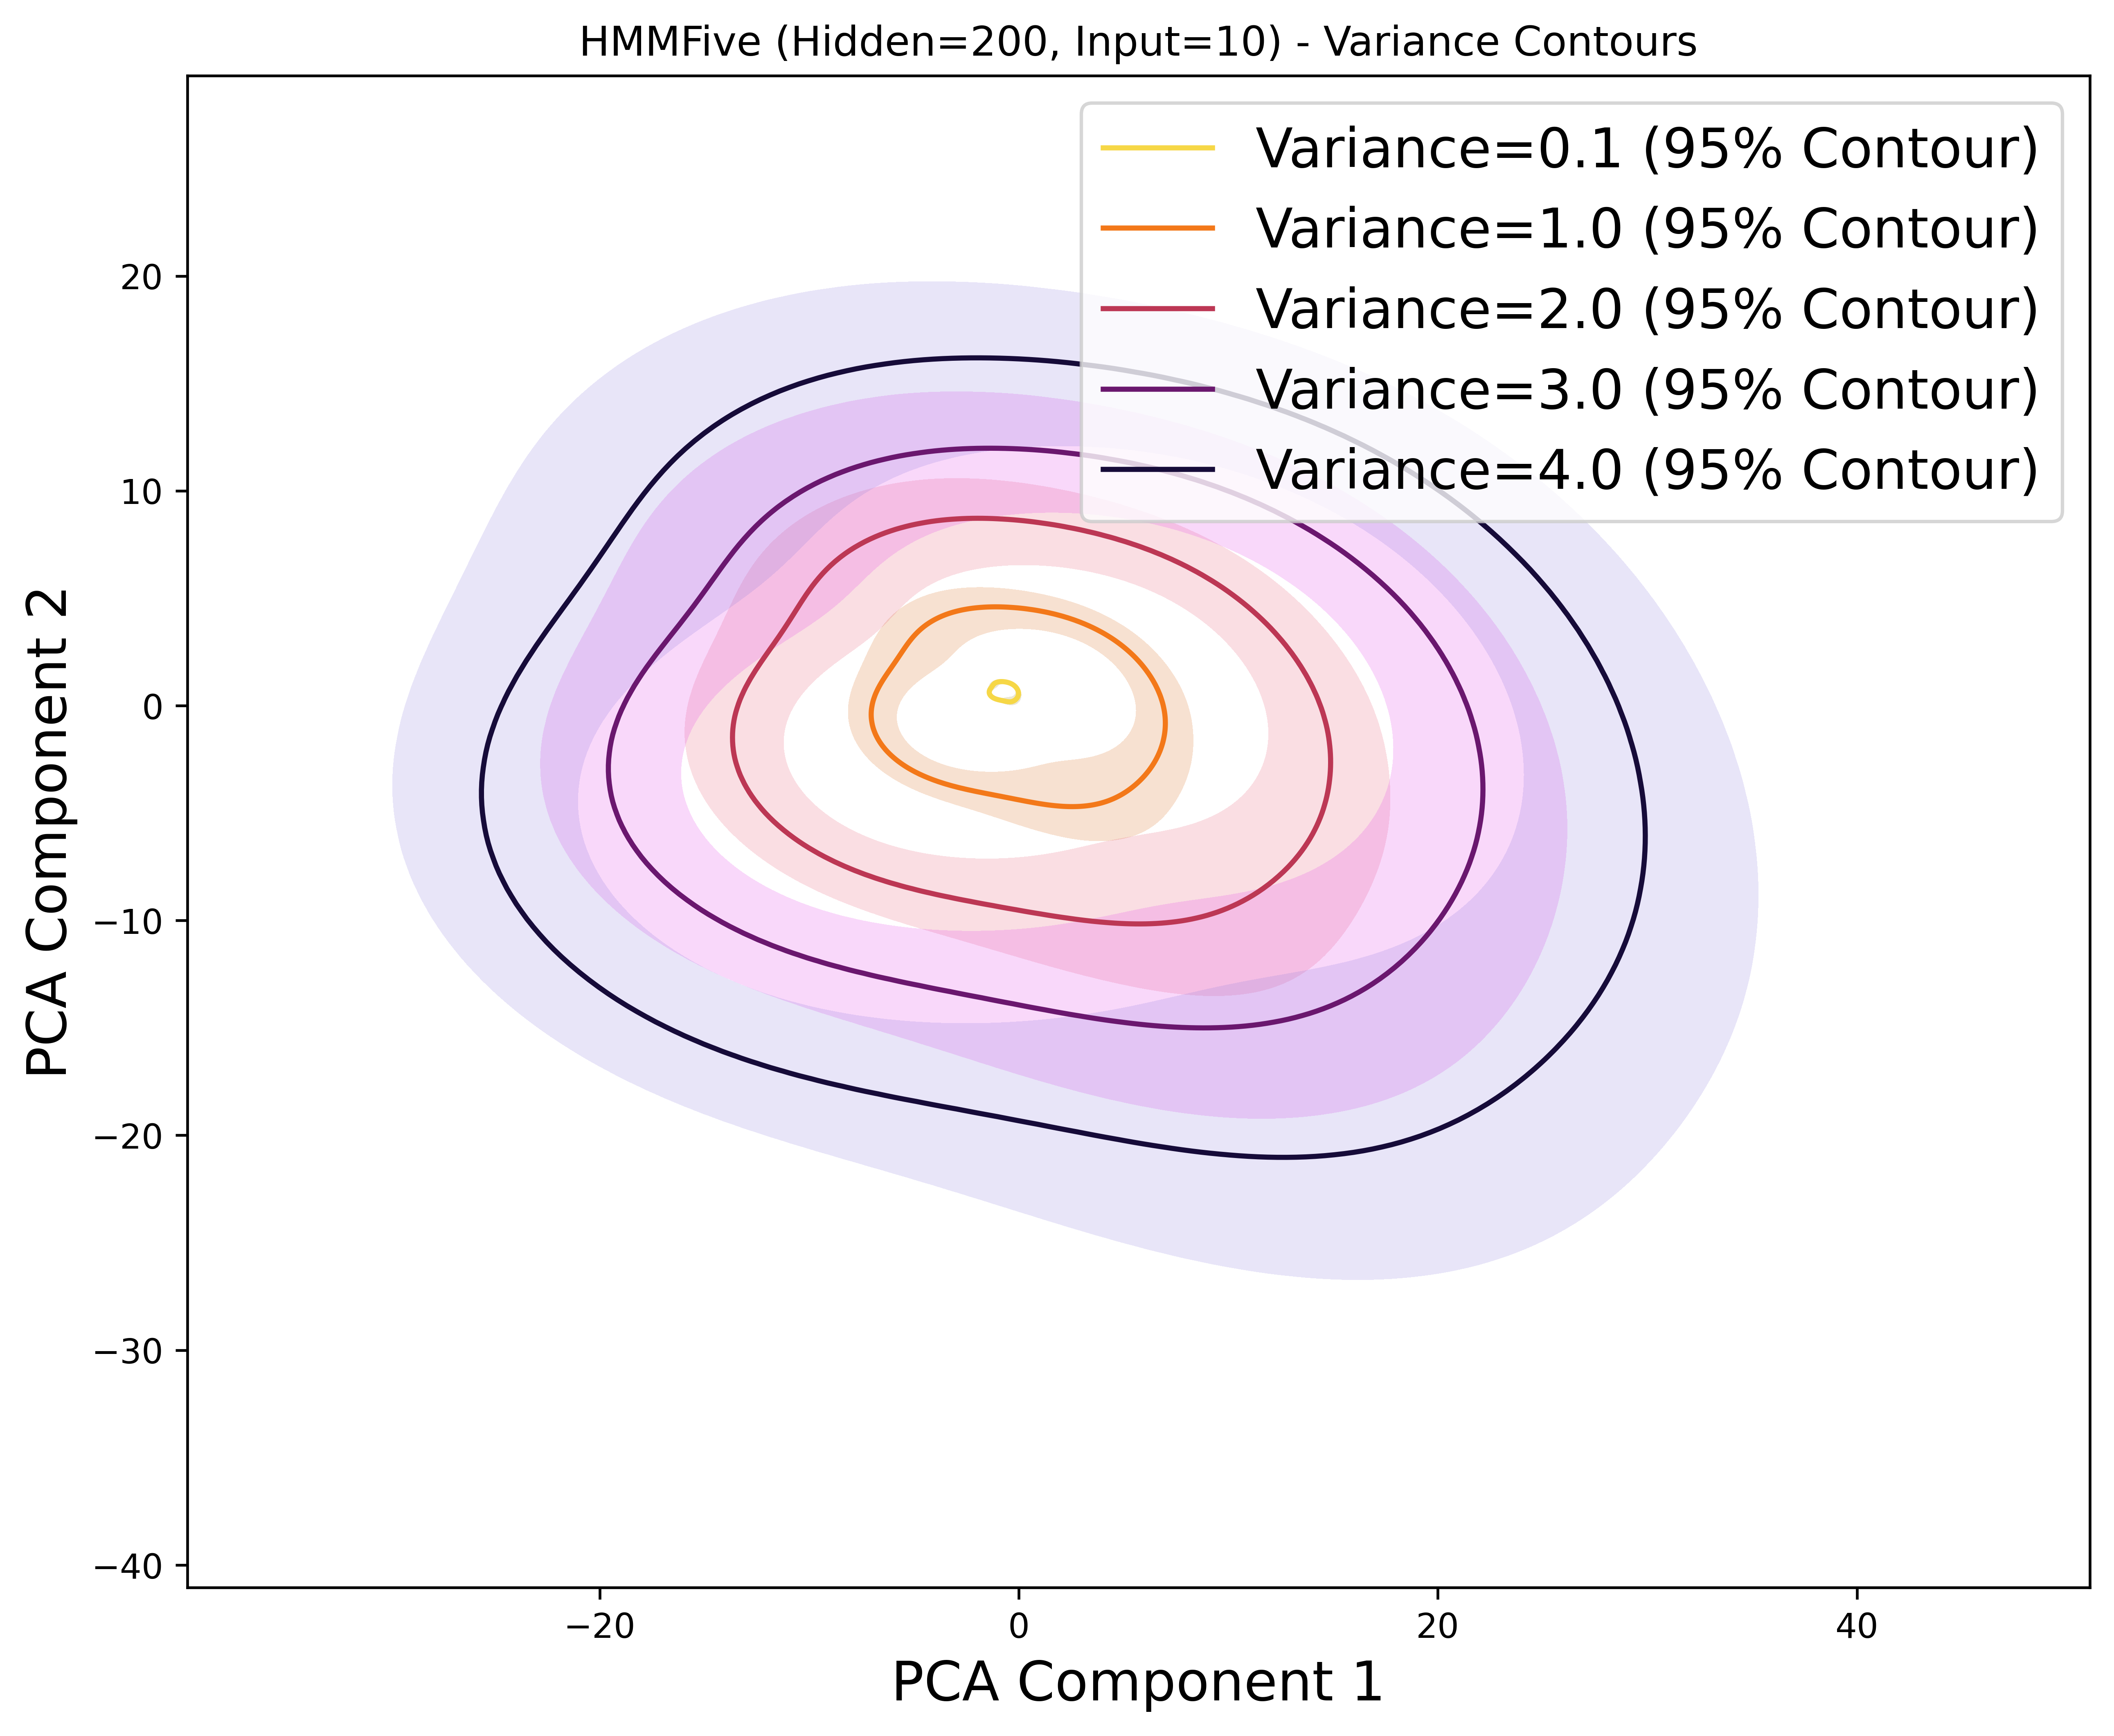 HMMFive (Hidden=200, Input=10) - Variance Contours
Variance=0.1 (95% Contour)
Variance=1.0 (95% Contour)
Variance=2.0 (95% Contour)
Variance=3.0 (95% Contour)
Variance=4.0 (95% Contour)
PCA Component 2
20
10
0
−10
−20
−30
−40
−20
0
20
40
PCA Component 1